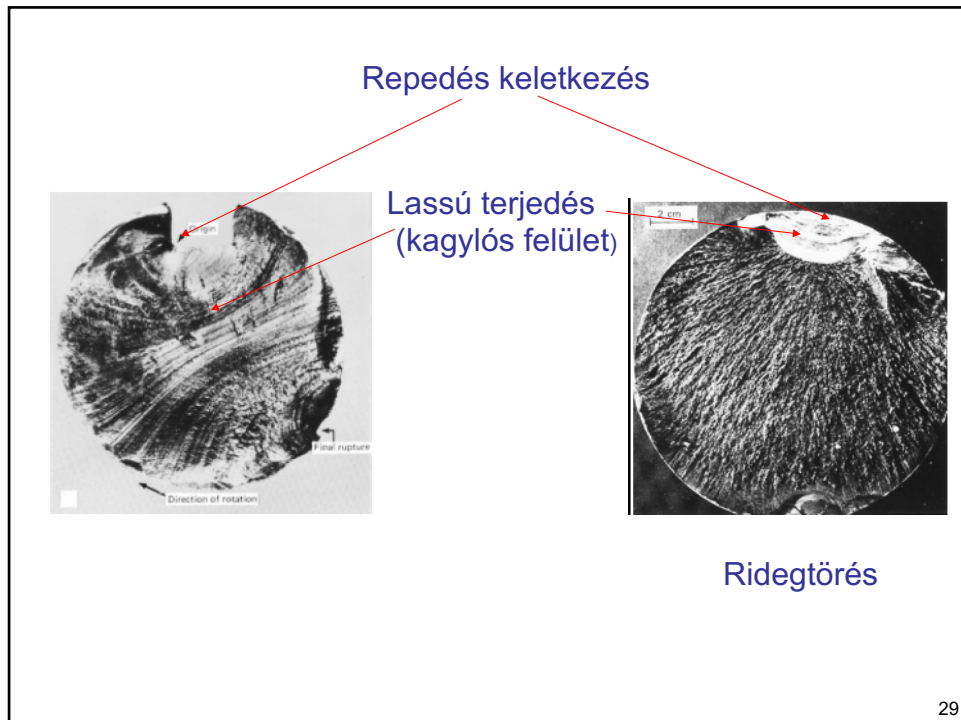 Repedés keletkezés
Lassú terjedés
(kagylós felület)
Origin
2 cm
Final rupture
Direction of rotation
Ridegtörés
29